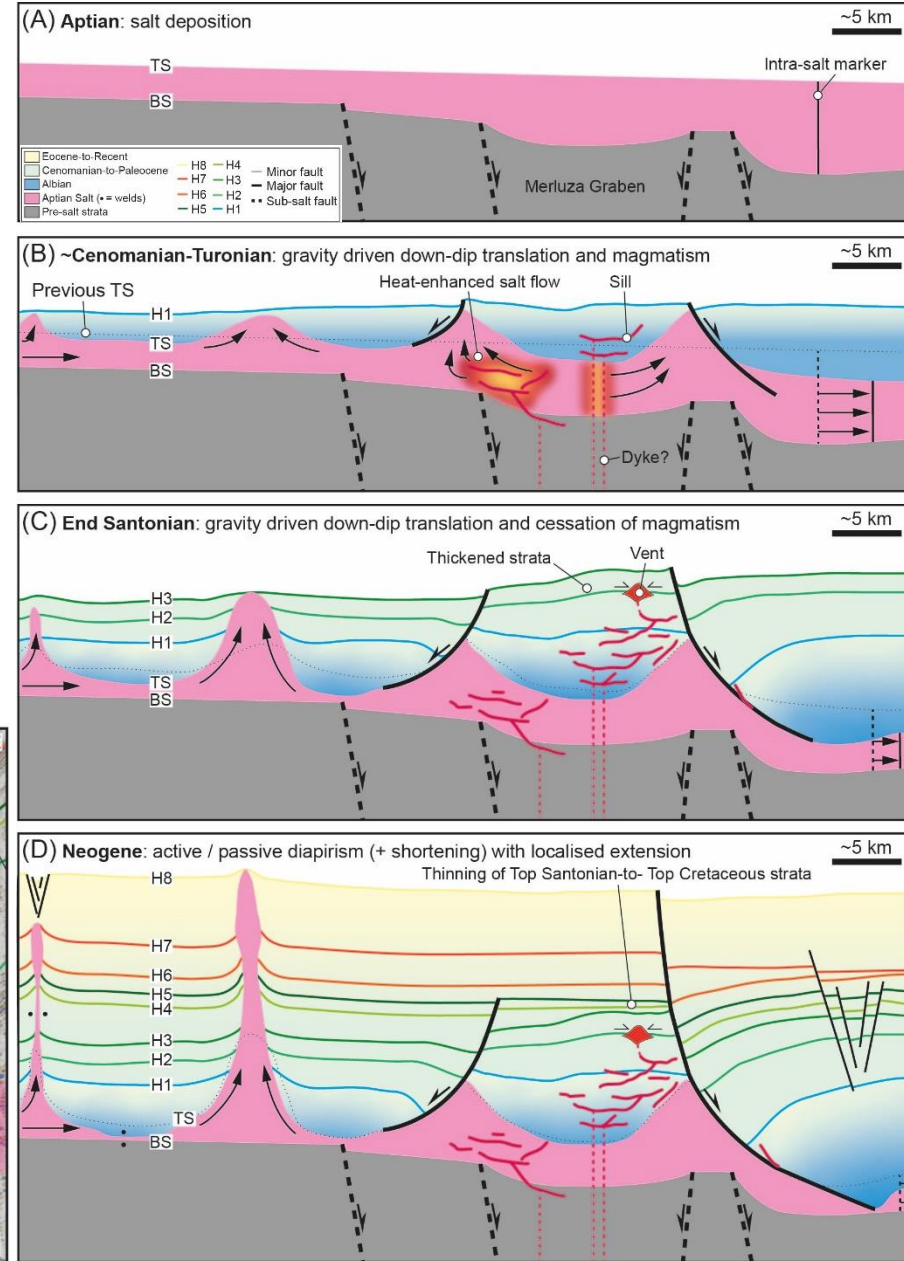 (A) Aptian: salt deposition
~5 km
TS
BS
Intra-salt marker
Merluza Graben
Eocene-to-Recent
Cenomanian-to-Paleocene
Albian
Aptian Salt (• = welds)
Pre-salt strata
H8 H4
H7 H3
H6 H2
H5 H1
Minor fault
Major fault
Sub-salt fault
(B) ~Cenomanian-Turonian: gravity driven down-dip translation and magmatism
~5 km
Previous TS
Heat-enhanced salt flow
Sill
H1
TS
BS
Dyke?
(C) End Santonian: gravity driven down-dip translation and cessation of magmatism
~5 km
Thickened strata
Vent
H3
H2
H1
TS
BS
(D) Neogene: active / passive diapirism (+ shortening) with localised extension
~5 km
Thinning of Top Santonian-to- Top Cretaceous strata
H8
H7
H6
H5
H4
H3
H2
H1
TS
BS